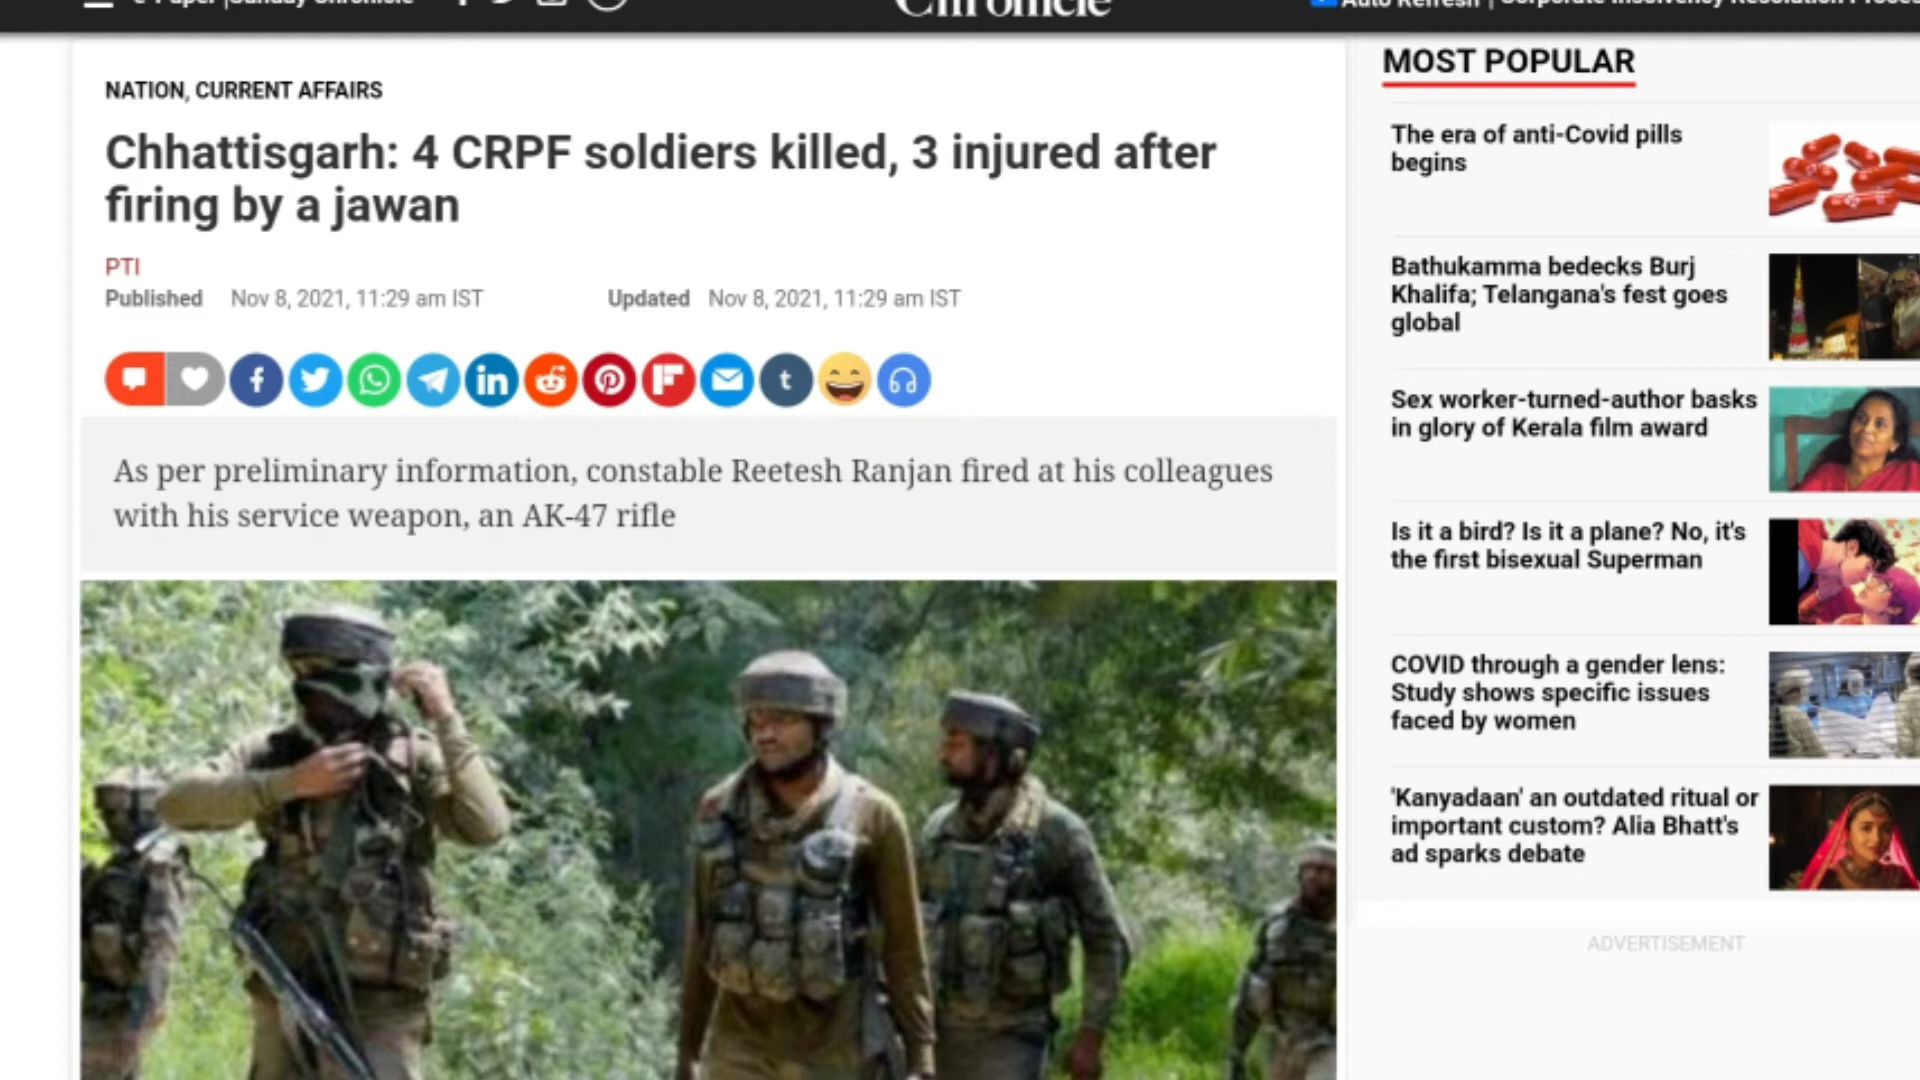 Chronicle
NATION, CURRENT AFFAIRS
Chhattisgarh: 4 CRPF soldiers killed, 3 injured after
firing by a jawan
PTI
Published Nov 8, 2021, 11:29 am IST Updated Nov 8, 2021, 11:29 am IST
As per preliminary information, constable Reetesh Ranjan fired at his colleagues
with his service weapon, an AK-47 rifle
MOST POPULAR
The era of anti-Covid pills
begins
Bathukamma bedecks Burj
Khalifa; Telangana's fest goes
global
Sex worker-turned-author basks
in glory of Kerala film award
Is it a bird? Is it a plane? No, it's
the first bisexual Superman
COVID through a gender lens:
Study shows specific issues
faced by women
'Kanyadaan' an outdated ritual or
important custom? Alia Bhatt's
ad sparks debate
ADVERTISEMENT